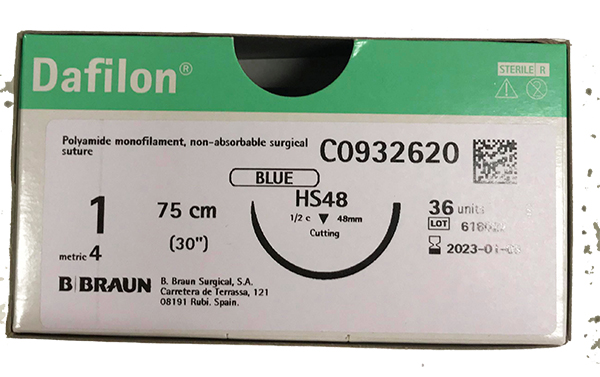 Dafilon®
STERILE R
Polyamide monofilament, non-absorbable surgical
suture
C0932620
BLUE
HS48
1/2 c ▼ 48mm
Cutting
1
metric 4
75 cm
(30")
36 units
LOT
B|BRAUN
B. Braun Surgical, S.A.
Carretera de Terrassa, 121
08191 Rubi. Spain.